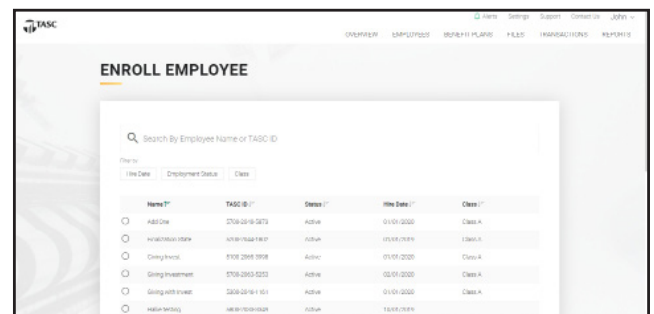 TASC
Alerts Settings Support Contact Us John
OVERVIEW EMPLOYEES BENEFIT PLANS FILES TRANSACTIONS REPORTS
ENROLL EMPLOYEE
Search By Employee Name or TASC ID
Filter by
Hire Date Employment Status Class
Name TASC ID Status Hire Date Class
Add One Active 01/01/2020 Class A
Active Class A
Giving Invest Active 01/01/2020 Class A
Giving Investment Active 02/01/2020 Class A
Giving with Invest Active 01/01/2020 Class A
Active